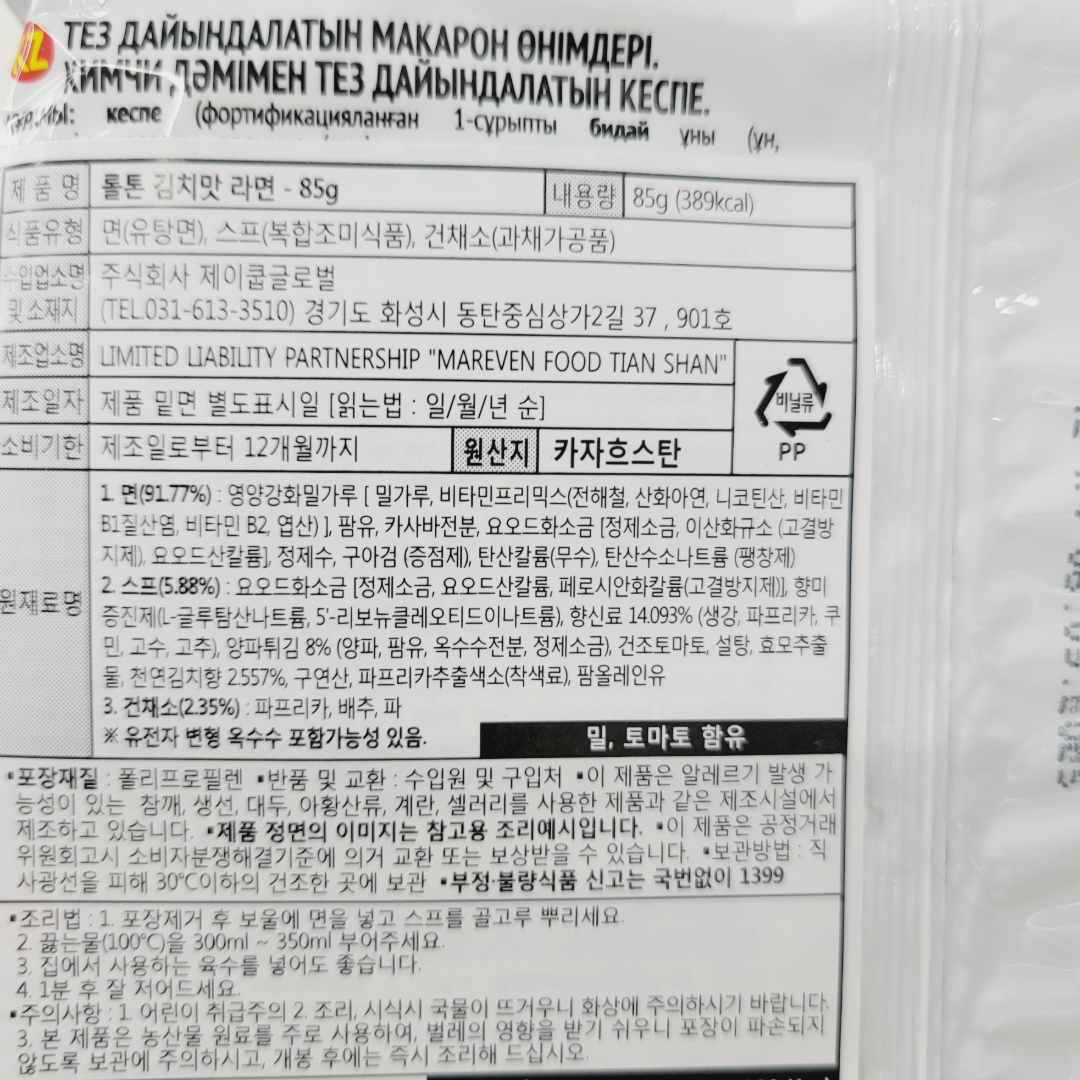 ТЕЗ ДАЙЫНДАЛАТЫН МАКАРОН ӨНІМДЕРІ.
КИМЧИ ДӘМІМЕН ТЕЗ ДАЙЫНДАЛАТЫН КЕСПЕ.
кеспе (фортификацияланған 1-сұрыпты бидай ұны (ұн,
제 품 명 롤톤 김치맛 라면 - 85g 내용량 85g (389kcal)
식품유형 면(유탕면), 스프(복합조미식품), 건채소(과채가공품)
수입업소명 주식회사 제이쿱글로벌
및 소재지 (TEL.031-613-3510) 경기도 화성시 동탄중심상가2길 37 , 901호
제조업소명 LIMITED LIABILITY PARTNERSHIP "MAREVEN FOOD TIAN SHAN"
제조일자 제품 밑면 별도표시일 [읽는법 : 일/월/년 순]
비닐류
PP
소비기한 제조일로부터 12개월까지 원산지 카자흐스탄
원재료명
1. 면(91.77%) : 영양강화밀가루 [ 밀가루, 비타민프리믹스(전해철, 산화아연, 니코틴산, 비타민
B1질산염, 비타민 B2, 엽산) ], 팜유, 카사바전분, 요오드화소금 [정제소금, 이산화규소 (고결방
지제), 요오드산칼륨], 정제수, 구아검 (증점제), 탄산칼륨(무수), 탄산수소나트륨 (팽창제)
2. 스프(5.88%) : 요오드화소금 [정제소금, 요오드산칼륨, 페로시안화칼륨(고결방지제)], 향미
증진제(L-글루탐산나트륨, 5'-리보뉴클레오티드이나트륨), 향신료 14.093% (생강, 파프리카, 쿠
민, 고수, 고추), 양파튀김 8% (양파, 팜유, 옥수수전분, 정제소금), 건조토마토, 설탕, 효모추출
물, 천연김치향 2.557%, 구연산, 파프리카추출색소(착색료), 팜올레인유
3. 건채소(2.35%) : 파프리카, 배추, 파
※ 유전자 변형 옥수수 포함가능성 있음. 밀, 토마토 함유
▪포장재질 : 폴리프로필렌 ▪반품 및 교환 : 수입원 및 구입처 ▪이 제품은 알레르기 발생 가
능성이 있는 참깨, 생선, 대두, 아황산류, 계란, 셀러리를 사용한 제품과 같은 제조시설에서
제조하고 있습니다. ▪제품 정면의 이미지는 참고용 조리예시입니다. ▪이 제품은 공정거래
위원회고시 소비자분쟁해결기준에 의거 교환 또는 보상받을 수 있습니다. ▪보관방법 : 직
사광선을 피해 30℃이하의 건조한 곳에 보관 ▪부정·불량식품 신고는 국번없이 1399
▪조리법 : 1. 포장제거 후 보울에 면을 넣고 스프를 골고루 뿌리세요.
2. 끓는물(100℃)을 300ml ~ 350ml 부어주세요.
3. 집에서 사용하는 육수를 넣어도 좋습니다.
4. 1분 후 잘 저어드세요.
▪주의사항 : 1. 어린이 취급주의 2. 조리, 시식시 국물이 뜨거우니 화상에 주의하시기 바랍니다.
3. 본 제품은 농산물 원료를 주로 사용하여, 벌레의 영향을 받기 쉬우니 포장이 파손되지
않도록 보관에 주의하시고, 개봉 후에는 즉시 조리해 드십시오.